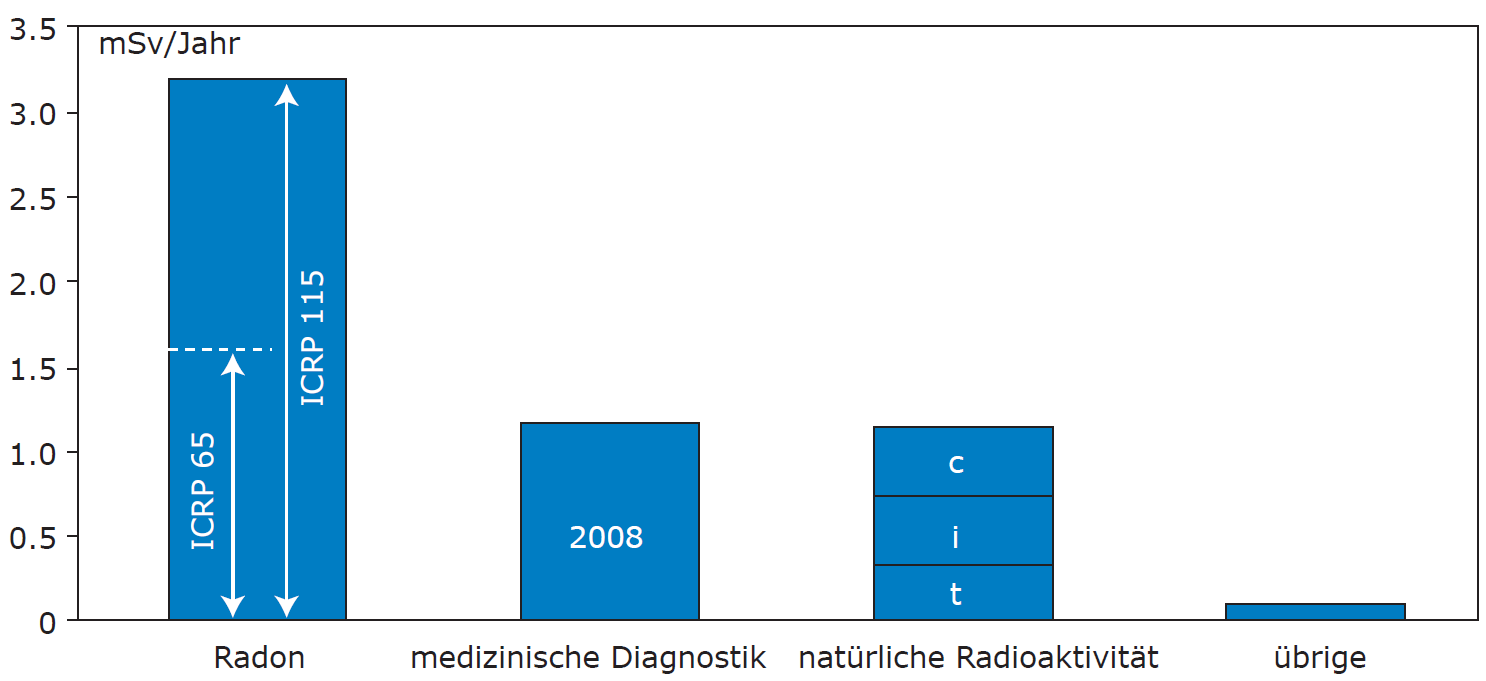 3.5
mSv/Jahr
3.0
2.5
2.0
1.5
1.0
0.5
0
ICRP 65
ICRP 115
2008
c
i
t
Radon
medizinische Diagnostik
natürliche Radioaktivität
übrige